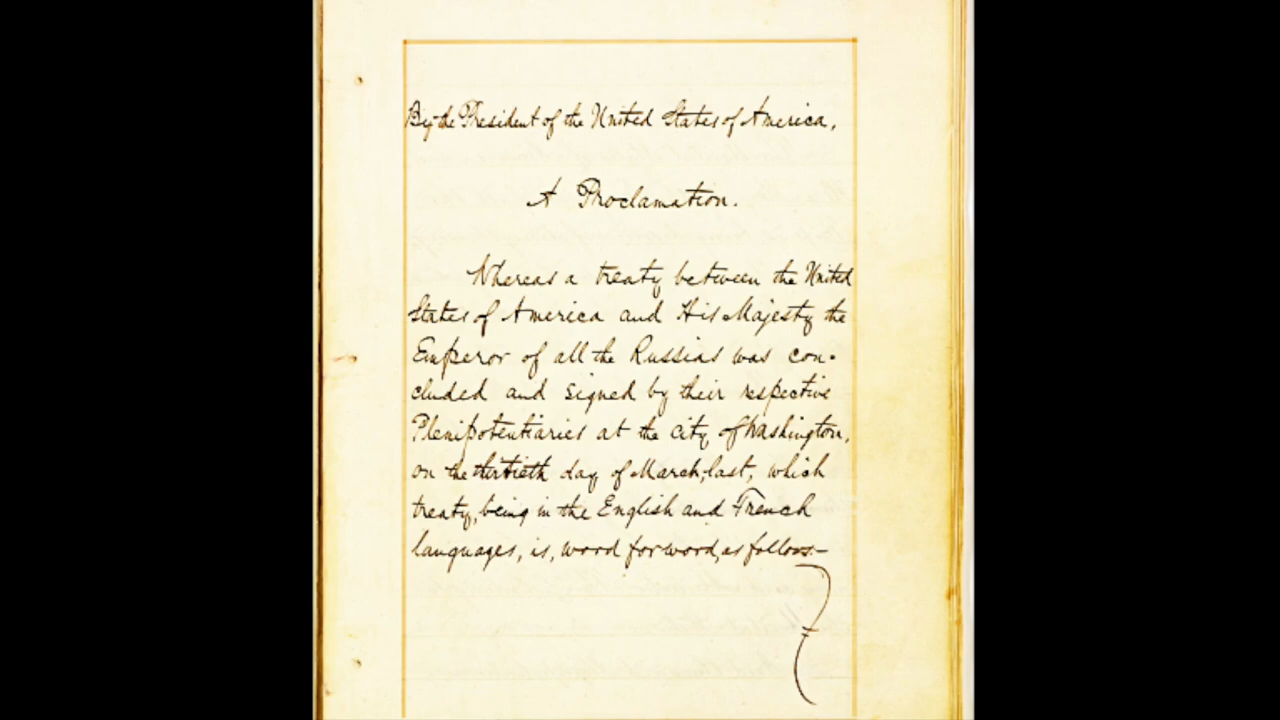 By the President of the United States of America,
A Proclamation.
Whereas a treaty between the United
States of America and His Majesty the
Emperor of all the Russias was con-
cluded and signed by their respective
Plenipotentiaries at the city of Washington,
on the thirtieth day of March, last, which
treaty, being in the English and French
languages, is, word for word, as follows:—